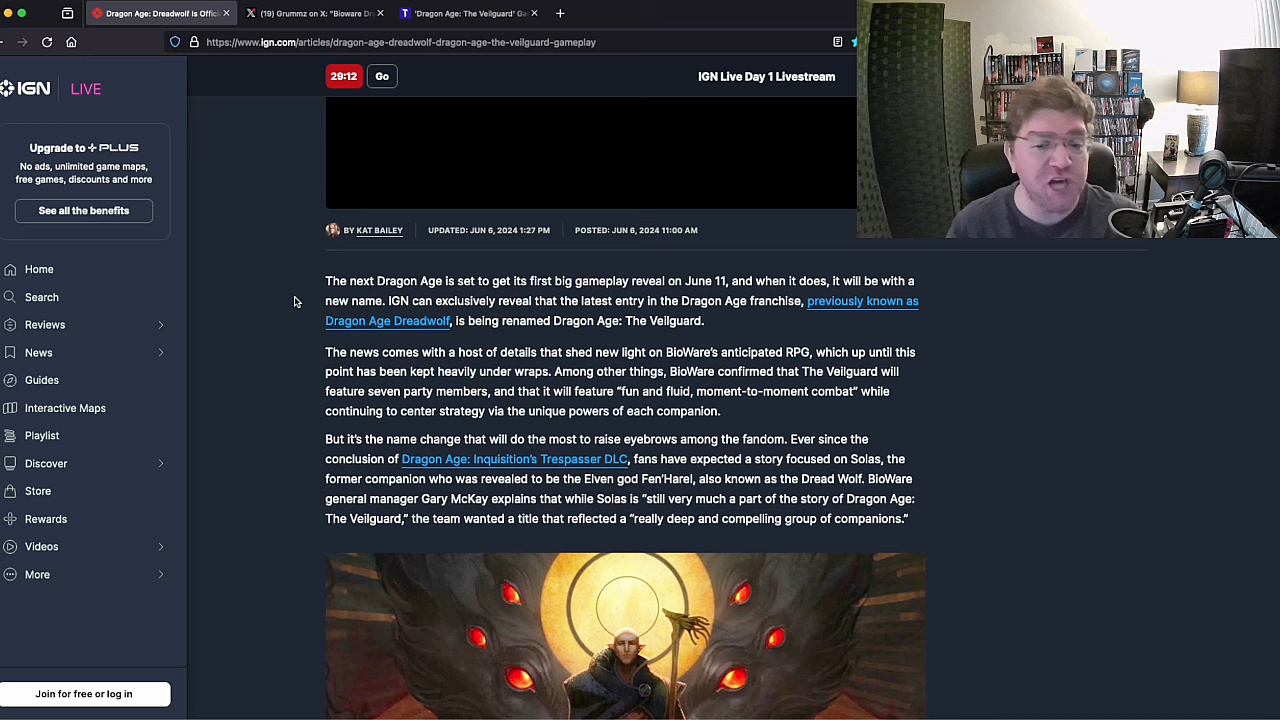 Dragon Age: Dreadwolf Is Offici
(19) Grummz on X: "Bioware Dr
'Dragon Age: The Veilguard' Ga
https://www.ign.com/articles/dragon-age-dreadwolf-dragon-age-the-veilguard-gameplay
IGN LIVE
29:12 Go
IGN Live Day 1 Livestream
Upgrade to PLUS
No ads, unlimited game maps,
free games, discounts and more
See all the benefits
Home
Search
Reviews
News
Guides
Interactive Maps
Playlist
Discover
Store
Rewards
Videos
More
Join for free or log in
BY KAT BAILEY UPDATED: JUN 6, 2024 1:27 PM POSTED: JUN 6, 2024 11:00 AM
The next Dragon Age is set to get its first big gameplay reveal on June 11, and when it does, it will be with a
new name. IGN can exclusively reveal that the latest entry in the Dragon Age franchise, previously known as
Dragon Age Dreadwolf, is being renamed Dragon Age: The Veilguard.
The news comes with a host of details that shed new light on BioWare's anticipated RPG, which up until this
point has been kept heavily under wraps. Among other things, BioWare confirmed that The Veilguard will
feature seven party members, and that it will feature “fun and fluid, moment-to-moment combat” while
continuing to center strategy via the unique powers of each companion.
But it's the name change that will do the most to raise eyebrows among the fandom. Ever since the
conclusion of Dragon Age: Inquisition's Trespasser DLC, fans have expected a story focused on Solas, the
former companion who was revealed to be the Elven god Fen'Harel, also known as the Dread Wolf. BioWare
general manager Gary McKay explains that while Solas is “still very much a part of the story of Dragon Age:
The Veilguard,” the team wanted a title that reflected a “really deep and compelling group of companions.”